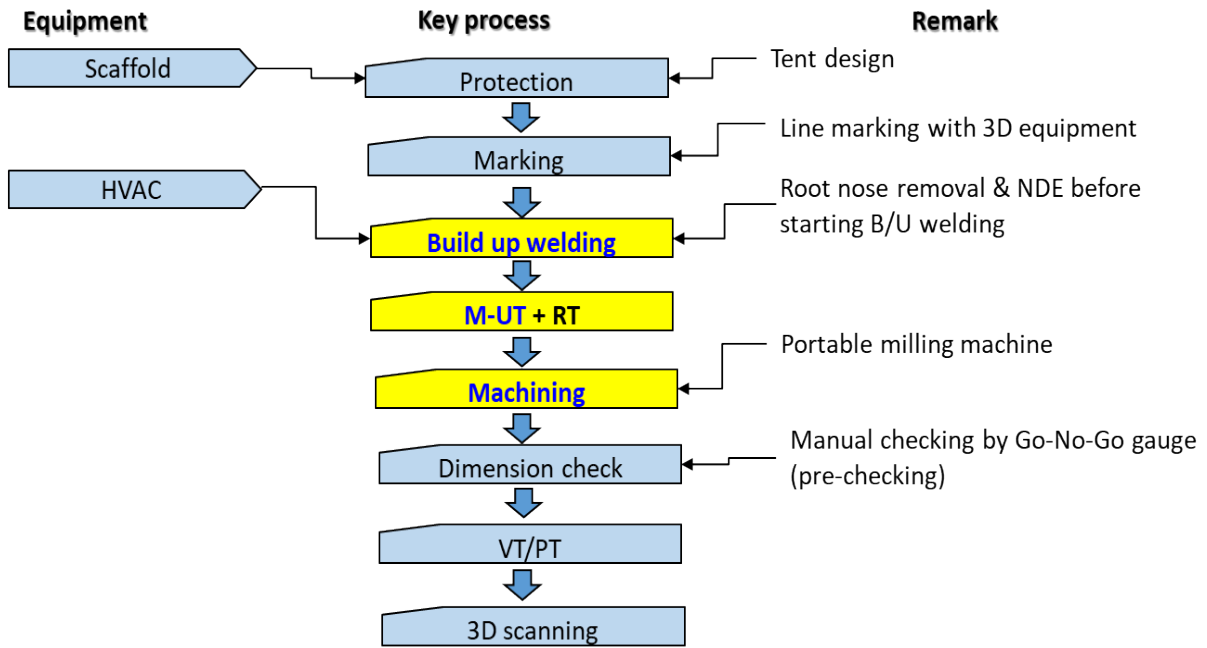 Equipment
Key process
Remark
Scaffold
Protection
Tent design
Marking
Line marking with 3D equipment
HVAC
Build up welding
Root nose removal & NDE before
starting B/U welding
M-UT + RT
Machining
Portable milling machine
Dimension check
Manual checking by Go-No-Go gauge
(pre-checking)
VT/PT
3D scanning